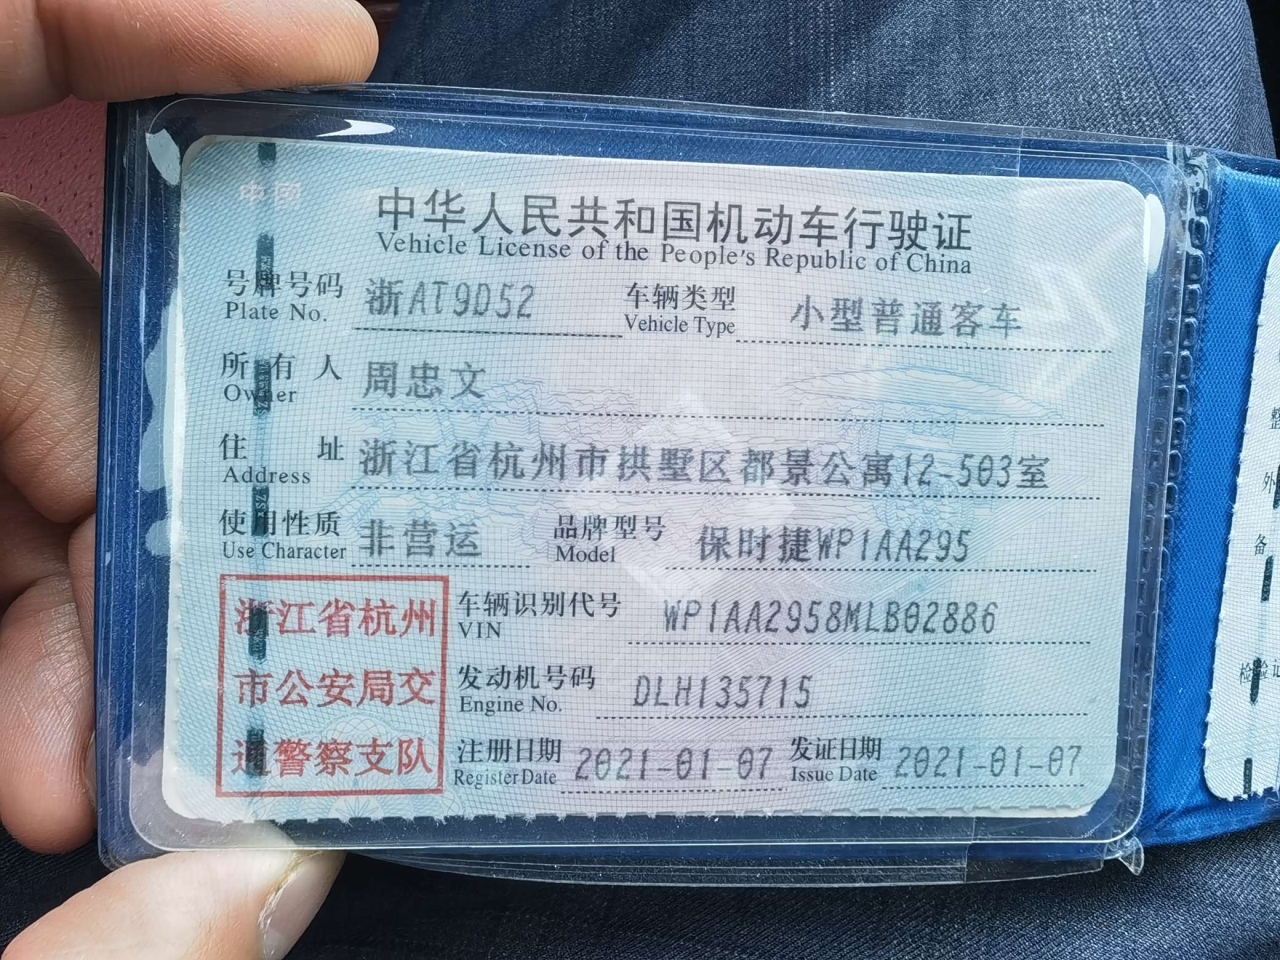 中华人民共和国机动车行驶证
Vehicle License of the People's Republic of China
号牌号码 浙AT9D52 车辆类型 小型普通客车
Plate No. Vehicle Type
所有人 周忠文
Owner
住址 浙江省杭州市拱墅区都景公寓12-503室
Address
使用性质 非营运 品牌型号 保时捷WP1AA295
Use Character Model
浙江省杭州
市公安局交
通警察支队
车辆识别代号 WP1AA2958MLB02886
VIN
发动机号码 DLH135715
Engine No.
注册日期 2021-01-07 发证日期 2021-01-07
Register Date Issue Date
整
外
备
检验记